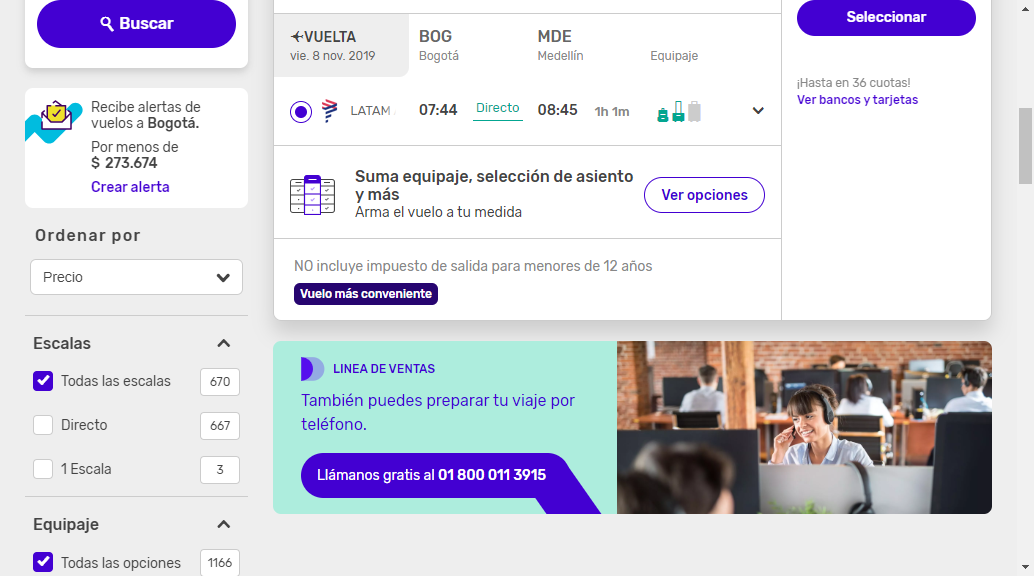 Buscar
Recibe alertas de
vuelos a Bogotá.
Por menos de
$ 273.674
Crear alerta
Ordenar por
Precio
Escalas
Todas las escalas 670
Directo 667
1 Escala 3
Equipaje
Todas las opciones 1166
VUELTA BOG MDE
vie. 8 nov. 2019 Bogotá Medellín Equipaje
LATAM 07:44 Directo 08:45 1h 1m
Suma equipaje, selección de asiento
y más
Arma el vuelo a tu medida
Ver opciones
NO incluye impuesto de salida para menores de 12 años
Vuelo más conveniente
Seleccionar
¡Hasta en 36 cuotas!
Ver bancos y tarjetas
LINEA DE VENTAS
También puedes preparar tu viaje por
teléfono.
Llámanos gratis al 01 800 011 3915